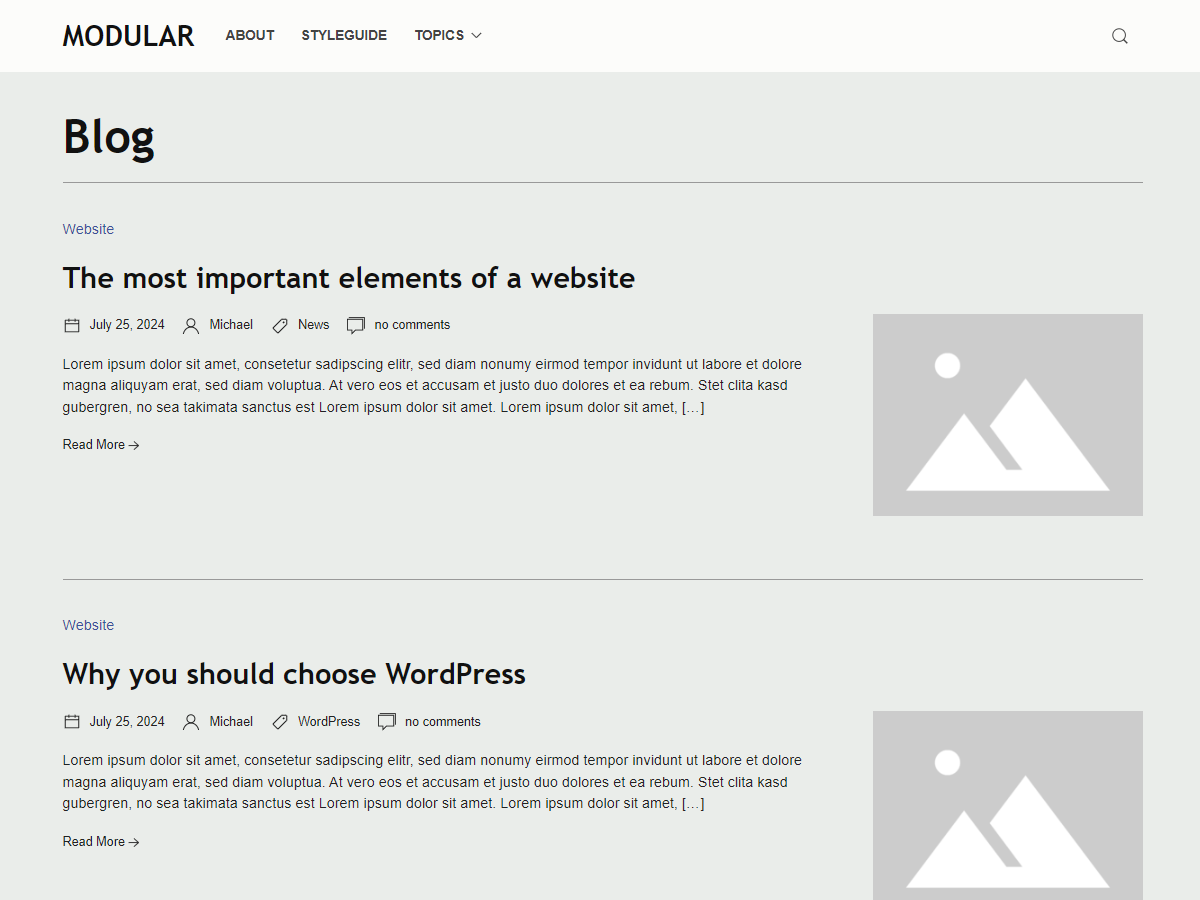 MODULAR ABOUT STYLEGUIDE TOPICS
Blog
Website
The most important elements of a website
July 25, 2024 Michael News no comments
Lorem ipsum dolor sit amet, consetetur sadipscing elitr, sed diam nonumy eirmod tempor invidunt ut labore et dolore
magna aliquyam erat, sed diam voluptua. At vero eos et accusam et justo duo dolores et ea rebum. Stet clita kasd
gubergren, no sea takimata sanctus est Lorem ipsum dolor sit amet. Lorem ipsum dolor sit amet, […]
Read More
Website
Why you should choose WordPress
July 25, 2024 Michael WordPress no comments
Lorem ipsum dolor sit amet, consetetur sadipscing elitr, sed diam nonumy eirmod tempor invidunt ut labore et dolore
magna aliquyam erat, sed diam voluptua. At vero eos et accusam et justo duo dolores et ea rebum. Stet clita kasd
gubergren, no sea takimata sanctus est Lorem ipsum dolor sit amet. Lorem ipsum dolor sit amet, […]
Read More